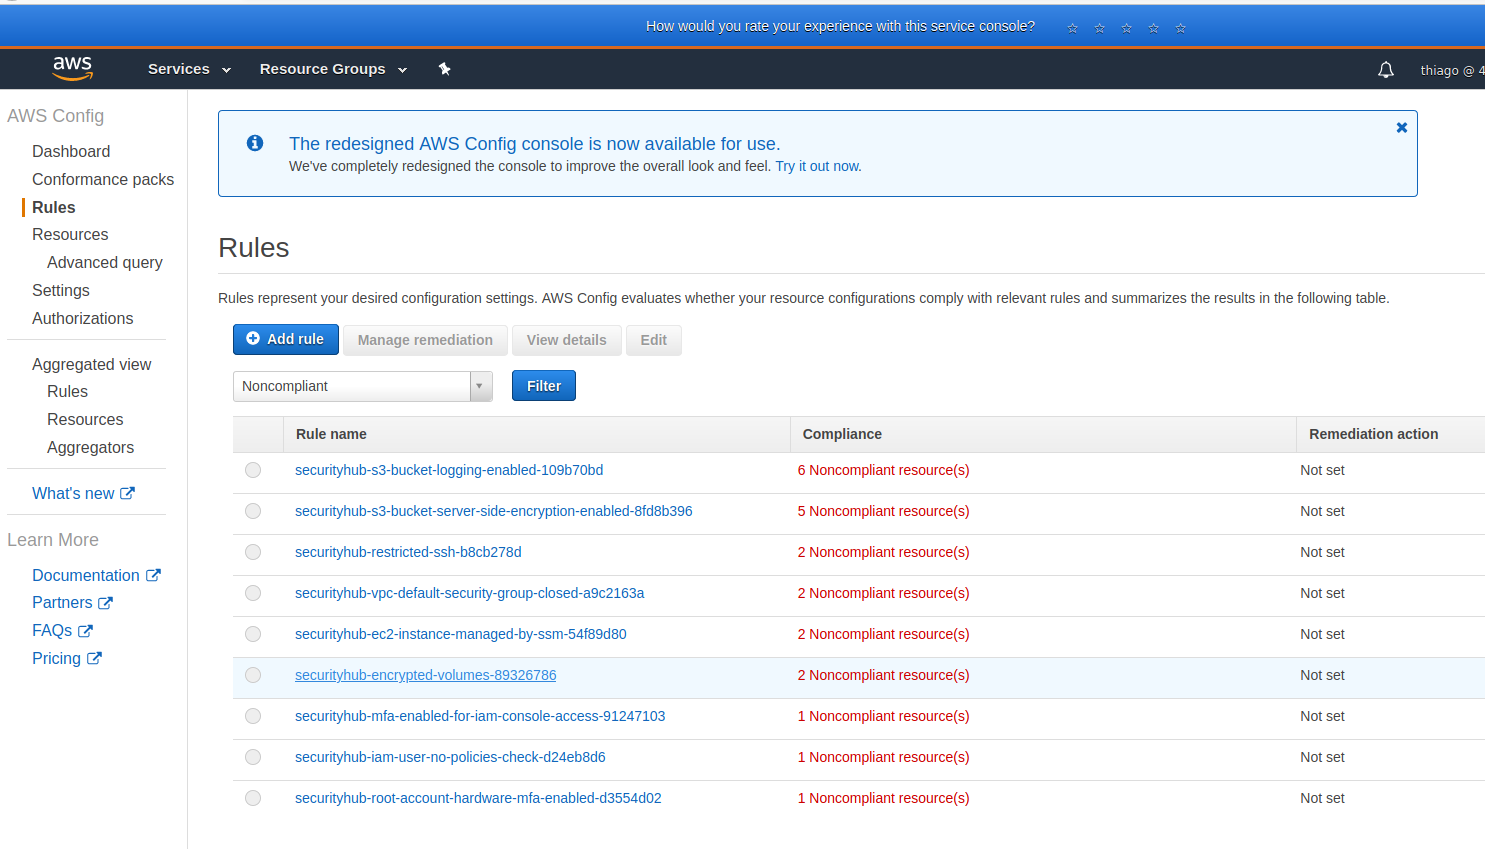 How would you rate your experience with this service console? ☆ ☆ ☆ ☆ ☆
aws Services Resource Groups thiago @ 4
AWS Config
Dashboard
Conformance packs
Rules
Resources
Advanced query
Settings
Authorizations
Aggregated view
Rules
Resources
Aggregators
What's new
Learn More
Documentation
Partners
FAQs
Pricing
The redesigned AWS Config console is now available for use.
We've completely redesigned the console to improve the overall look and feel. Try it out now.
Rules
Rules represent your desired configuration settings. AWS Config evaluates whether your resource configurations comply with relevant rules and summarizes the results in the following table.
Add rule Manage remediation View details Edit
Noncompliant Filter
Rule name Compliance Remediation action
securityhub-s3-bucket-logging-enabled-109b70bd 6 Noncompliant resource(s) Not set
securityhub-s3-bucket-server-side-encryption-enabled-8fd8b396 5 Noncompliant resource(s) Not set
securityhub-restricted-ssh-b8cb278d 2 Noncompliant resource(s) Not set
securityhub-vpc-default-security-group-closed-a9c2163a 2 Noncompliant resource(s) Not set
securityhub-ec2-instance-managed-by-ssm-54f89d80 2 Noncompliant resource(s) Not set
securityhub-encrypted-volumes-89326786 2 Noncompliant resource(s) Not set
securityhub-mfa-enabled-for-iam-console-access-91247103 1 Noncompliant resource(s) Not set
securityhub-iam-user-no-policies-check-d24eb8d6 1 Noncompliant resource(s) Not set
securityhub-root-account-hardware-mfa-enabled-d3554d02 1 Noncompliant resource(s) Not set